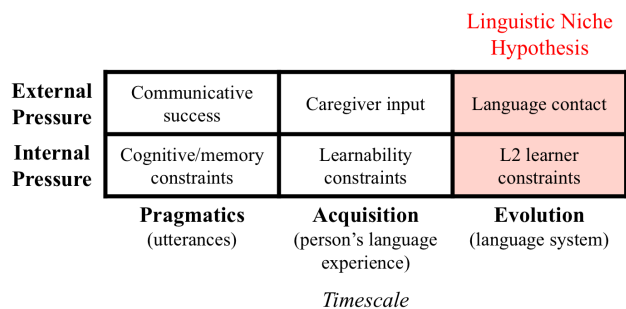 Linguistic Niche
Hypothesis
External
Pressure
Communicative
success
Caregiver input
Language contact
Internal
Pressure
Cognitive/memory
constraints
Learnability
constraints
L2 learner
constraints
Pragmatics
(utterances)
Acquisition
(person’s language
experience)
Evolution
(language system)
Timescale